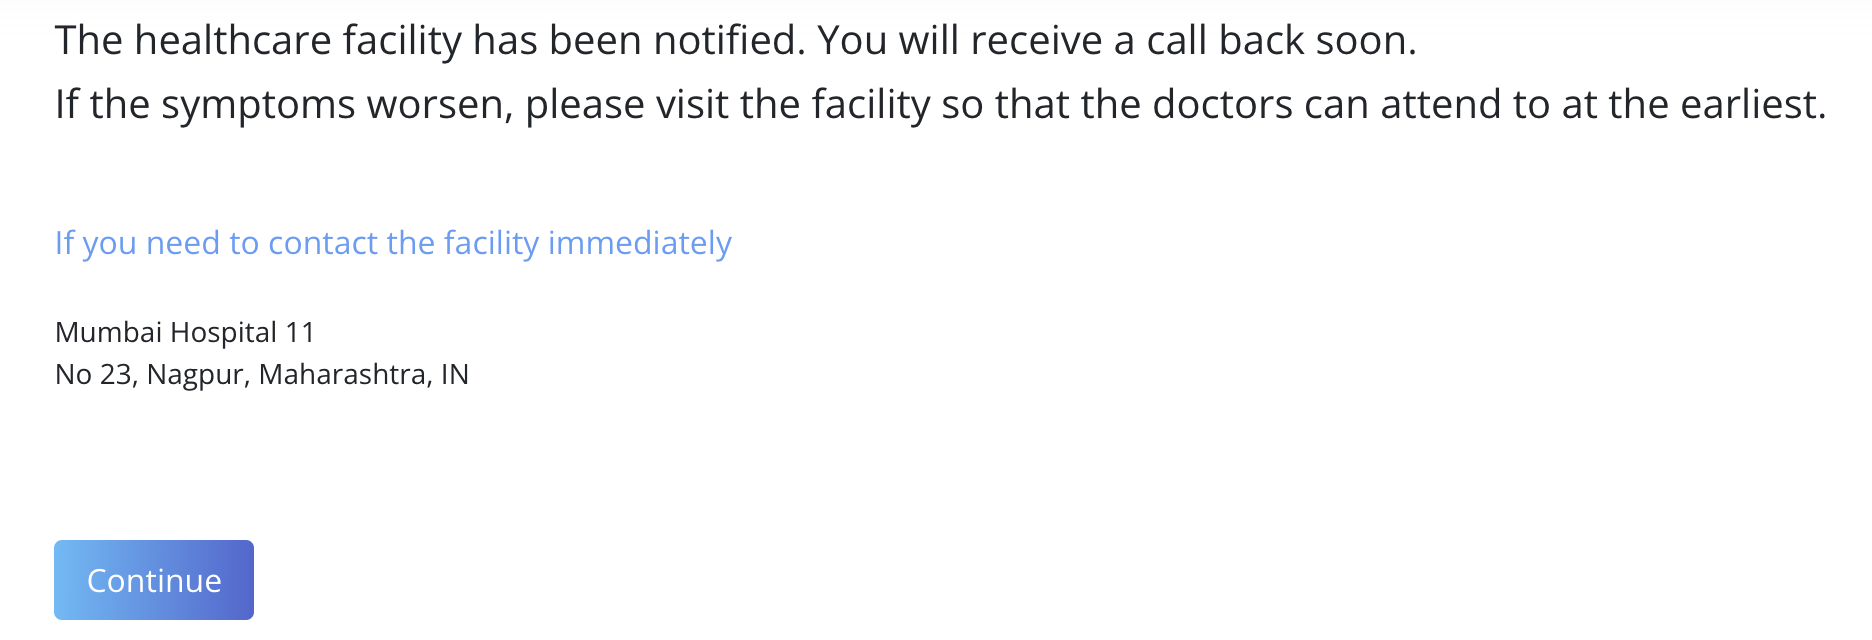 The healthcare facility has been notified. You will receive a call back soon.
If the symptoms worsen, please visit the facility so that the doctors can attend to at the earliest.
If you need to contact the facility immediately
Mumbai Hospital 11
No 23, Nagpur, Maharashtra, IN
Continue